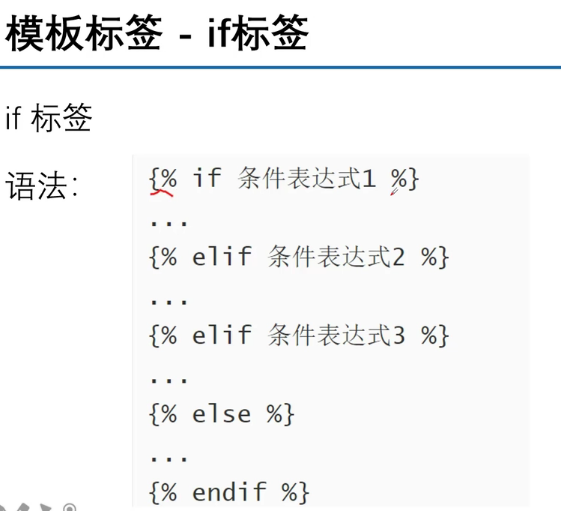 模板标签 - if标签
if 标签
语法：
{% if 条件表达式1 %}
...
{% elif 条件表达式2 %}
...
{% elif 条件表达式3 %}
...
{% else %}
...
{% endif %}